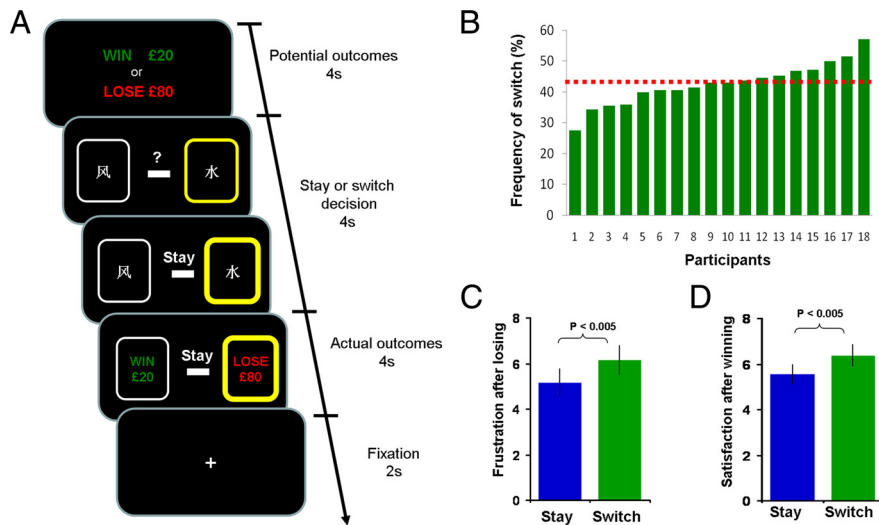 A
WIN £20
or
LOSE £80
Potential outcomes
4s
风
?
水
Stay or switch
decision
4s
风
Stay
水
WIN
£20
Stay
LOSE
£80
Actual outcomes
4s
+
Fixation
2s
B
Frequency of switch (%)
60
50
40
30
20
10
0
1 2 3 4 5 6 7 8 9 10 11 12 13 14 15 16 17 18
Participants
C
Frustration after losing
8
6
4
2
0
P < 0.005
Stay Switch
D
Satisfaction after winning
8
6
4
2
0
P < 0.005
Stay Switch